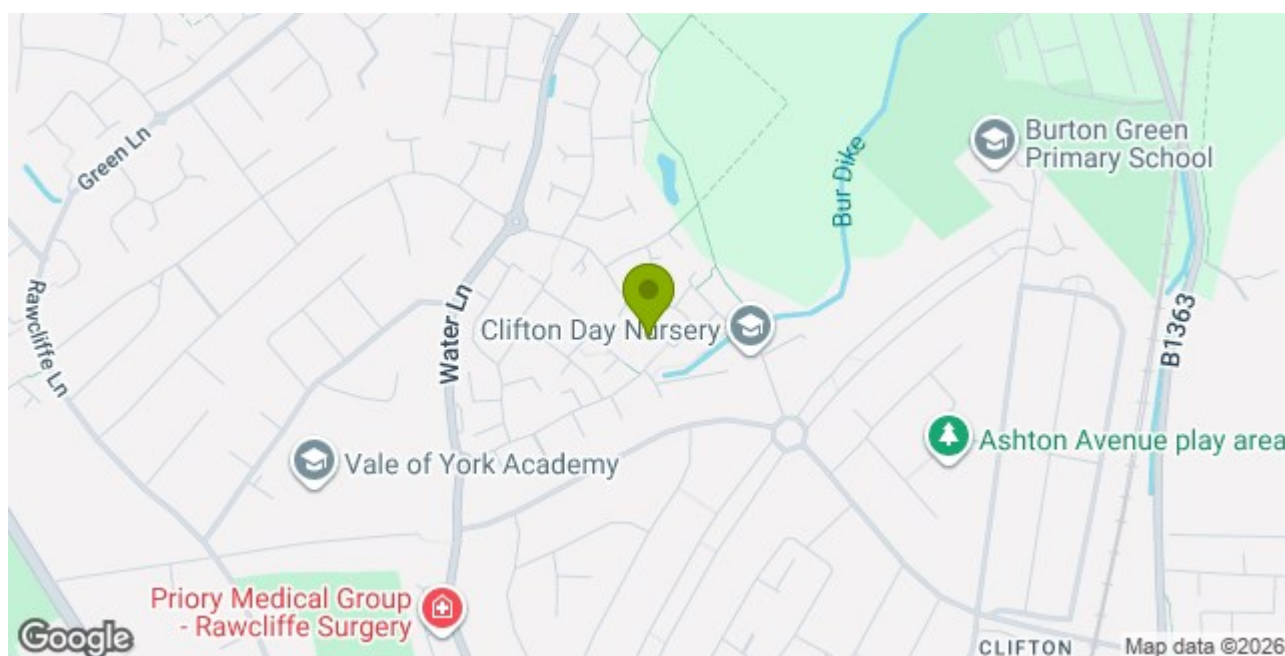 Green Ln
Burton Green
Primary School
Bur Dike
Rawcliffe Ln
Water Ln
Clifton Day Nursery
B1363
Vale of York Academy
Ashton Avenue play area
Priory Medical Group
- Rawcliffe Surgery
CLIFTON
Google
Map data ©2026